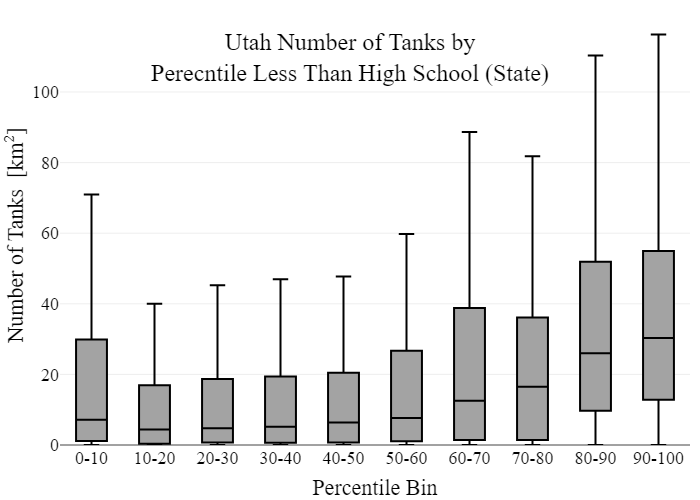 Utah Number of Tanks by
Perecntile Less Than High School (State)
Number of Tanks [km²]
100
80
60
40
20
0
0-10 10-20 20-30 30-40 40-50 50-60 60-70 70-80 80-90 90-100
Percentile Bin